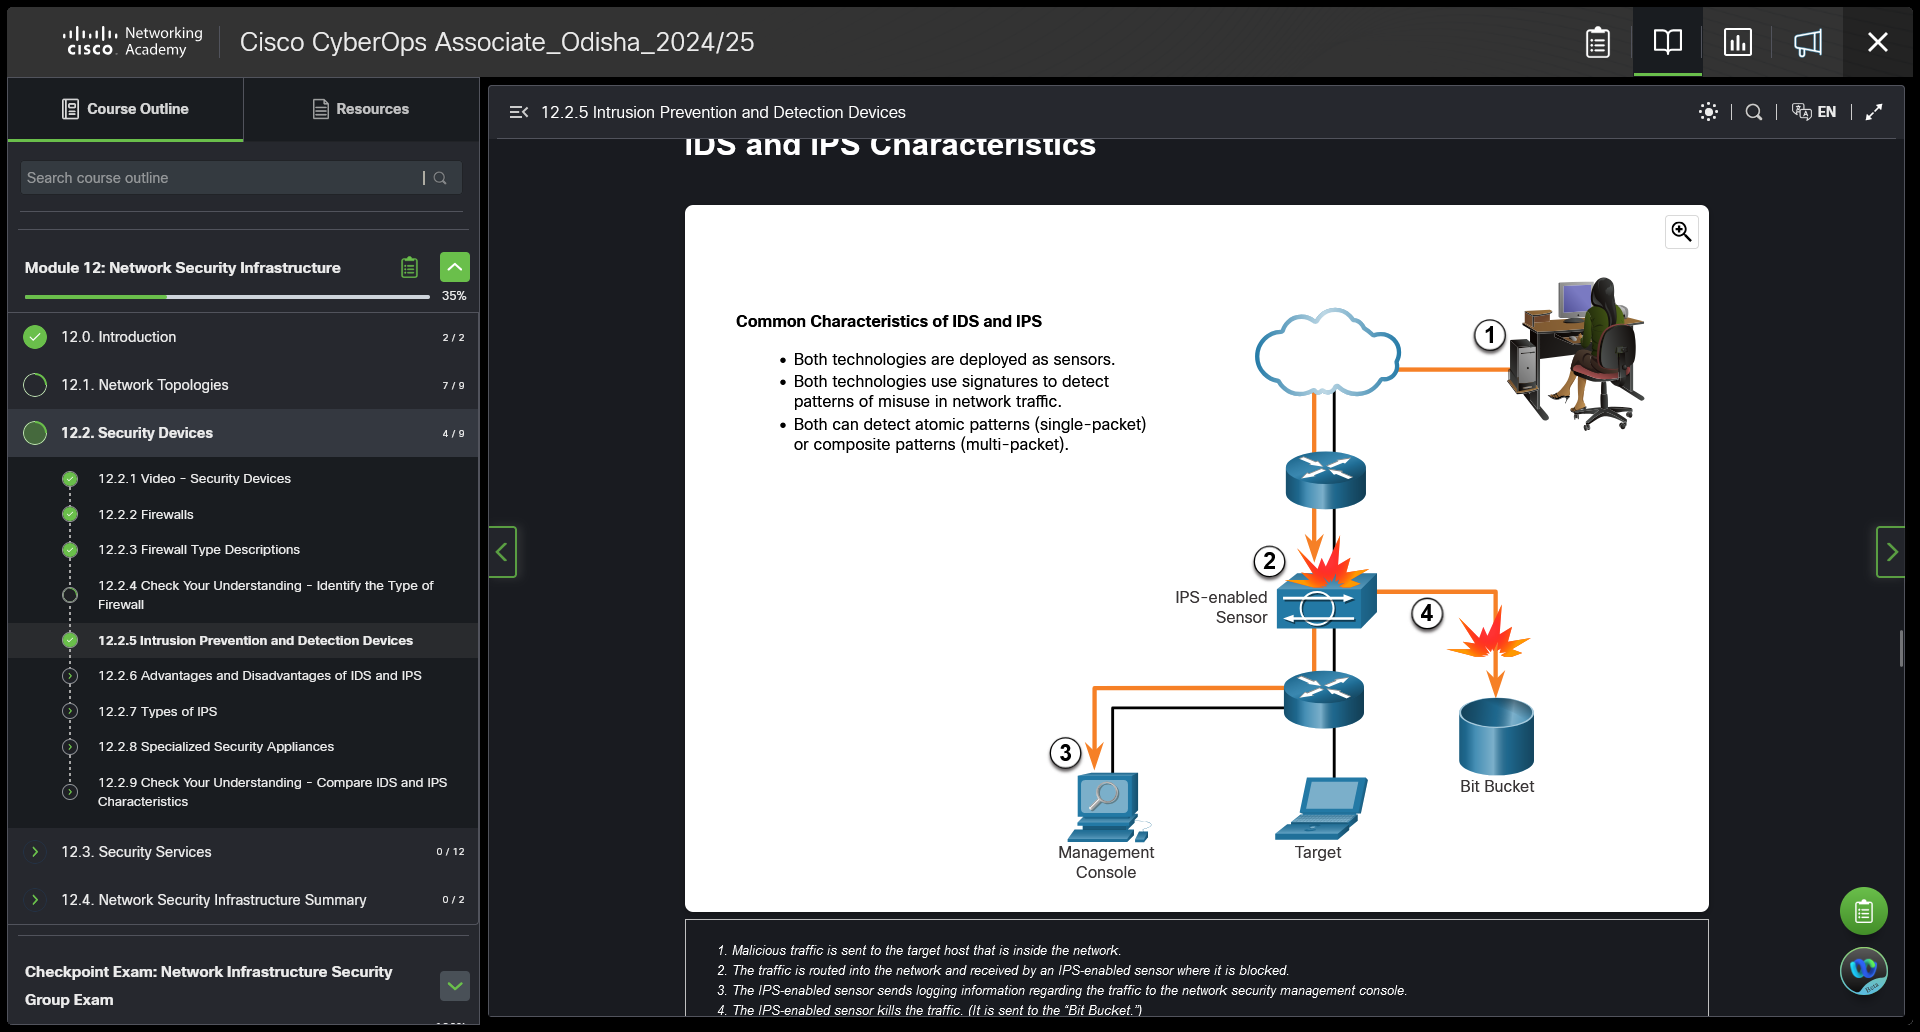 Networking
Academy
CISCO
Cisco CyberOps Associate_Odisha_2024/25
Course Outline
Resources
Search course outline
Module 12: Network Security Infrastructure
35%
12.0. Introduction
2 / 2
12.1. Network Topologies
7 / 9
12.2. Security Devices
4 / 9
12.2.1 Video - Security Devices
12.2.2 Firewalls
12.2.3 Firewall Type Descriptions
12.2.4 Check Your Understanding - Identify the Type of
Firewall
12.2.5 Intrusion Prevention and Detection Devices
12.2.6 Advantages and Disadvantages of IDS and IPS
12.2.7 Types of IPS
12.2.8 Specialized Security Appliances
12.2.9 Check Your Understanding - Compare IDS and IPS
Characteristics
12.3. Security Services
0 / 12
12.4. Network Security Infrastructure Summary
0 / 2
Checkpoint Exam: Network Infrastructure Security
Group Exam
12.2.5 Intrusion Prevention and Detection Devices
EN
IDS and IPS Characteristics
Common Characteristics of IDS and IPS
• Both technologies are deployed as sensors.
• Both technologies use signatures to detect
patterns of misuse in network traffic.
• Both can detect atomic patterns (single-packet)
or composite patterns (multi-packet).
1
2
IPS-enabled
Sensor
4
3
Bit Bucket
Management
Console
Target
1. Malicious traffic is sent to the target host that is inside the network.
2. The traffic is routed into the network and received by an IPS-enabled sensor where it is blocked.
3. The IPS-enabled sensor sends logging information regarding the traffic to the network security management console.
4. The IPS-enabled sensor kills the traffic. (It is sent to the “Bit Bucket.”)
Beta